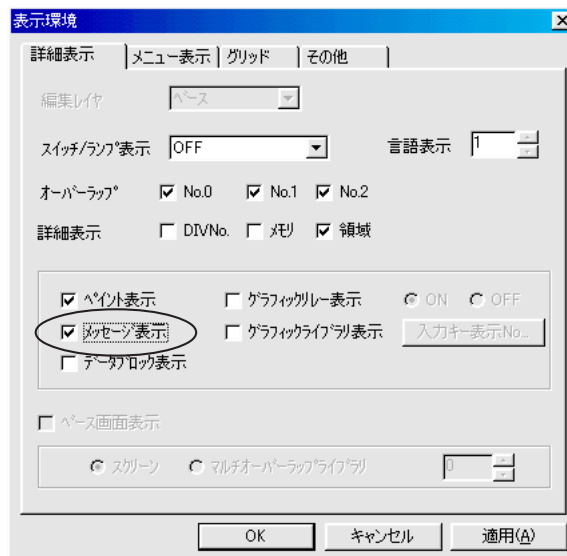 表示環境
詳細表示 メニュー表示 グリッド その他
編集レイヤ ベース
スイッチ/ランプ表示 OFF 言語表示 1
オーバーラップ No.0 No.1 No.2
詳細表示 DIVNo. メモリ 領域
ペイント表示 グラフィックリレー表示 ON OFF
メッセージ表示 グラフィックライブラリ表示 入力キー表示No...
データブロック表示
ベース画面表示
スクリーン マルチオーバーラップライブラリ 0
OK キャンセル 適用(A)